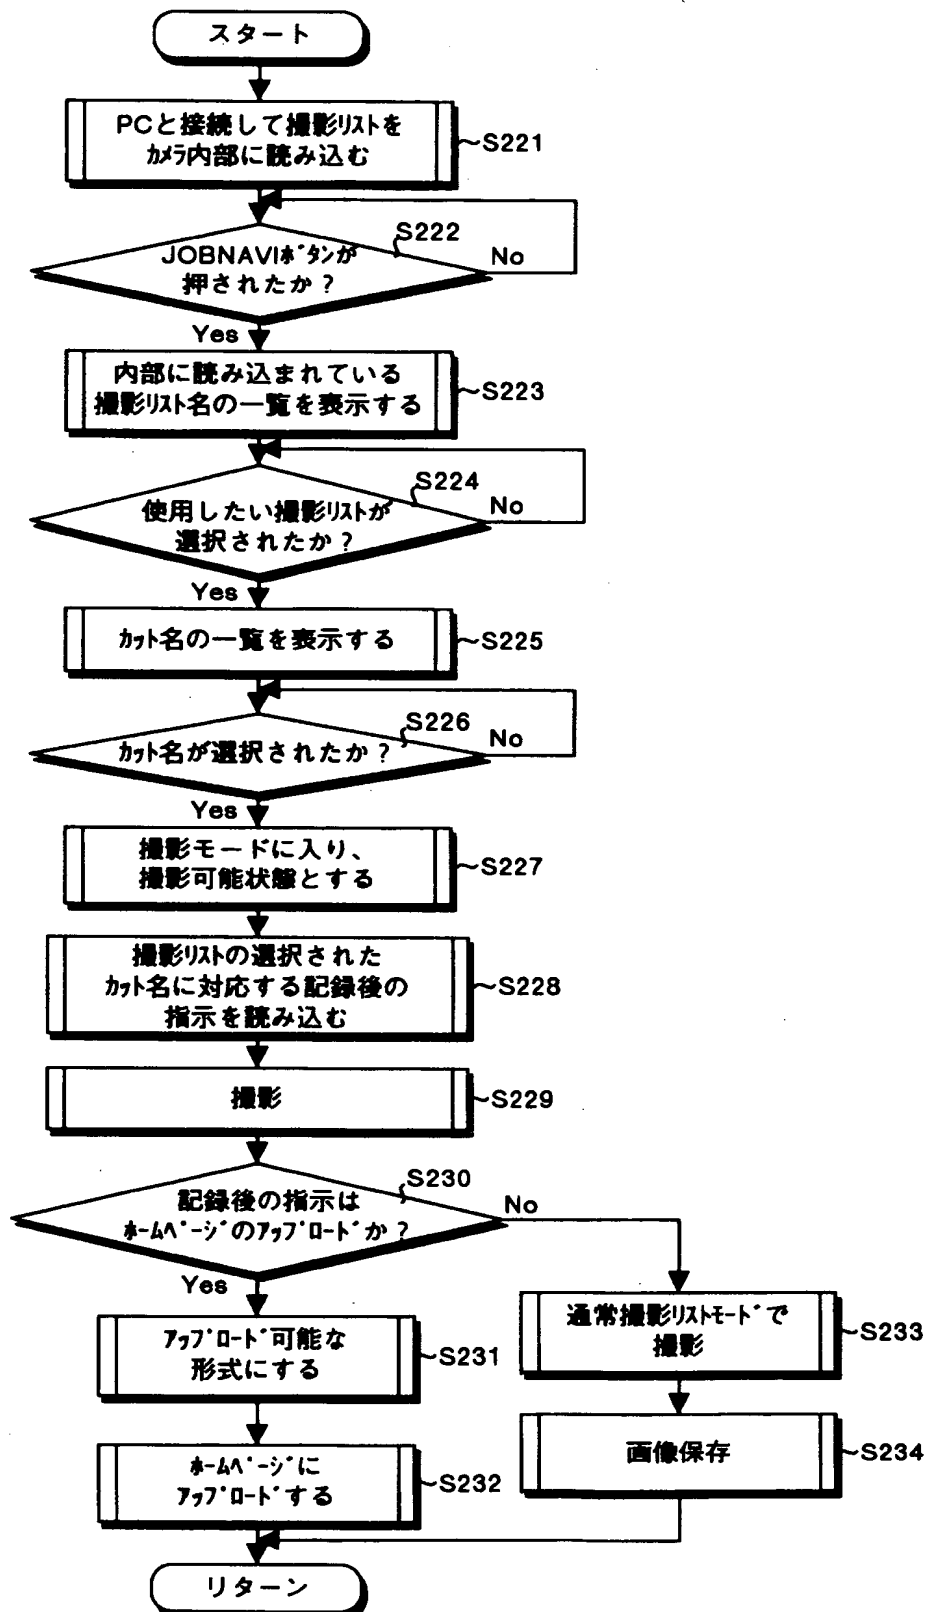 スタート
PCと接続して撮影リストを
カメラ内部に読み込む
S221
S222
JOBNAVIボタンが
押されたか?
No
Yes
内部に読み込まれている
撮影リスト名の一覧を表示する
S223
S224
使用したい撮影リストが
選択されたか?
No
Yes
カット名の一覧を表示する
S225
S226
カット名が選択されたか?
No
Yes
撮影モードに入り、
撮影可能状態とする
S227
撮影リストの選択された
カット名に対応する記録後の
指示を読み込む
S228
撮影
S229
S230
記録後の指示は
ホームページのアップロードか?
No
Yes
アップロード可能な
形式にする
S231
ホームページに
アップロードする
S232
通常撮影リストモードで
撮影
S233
画像保存
S234
リターン